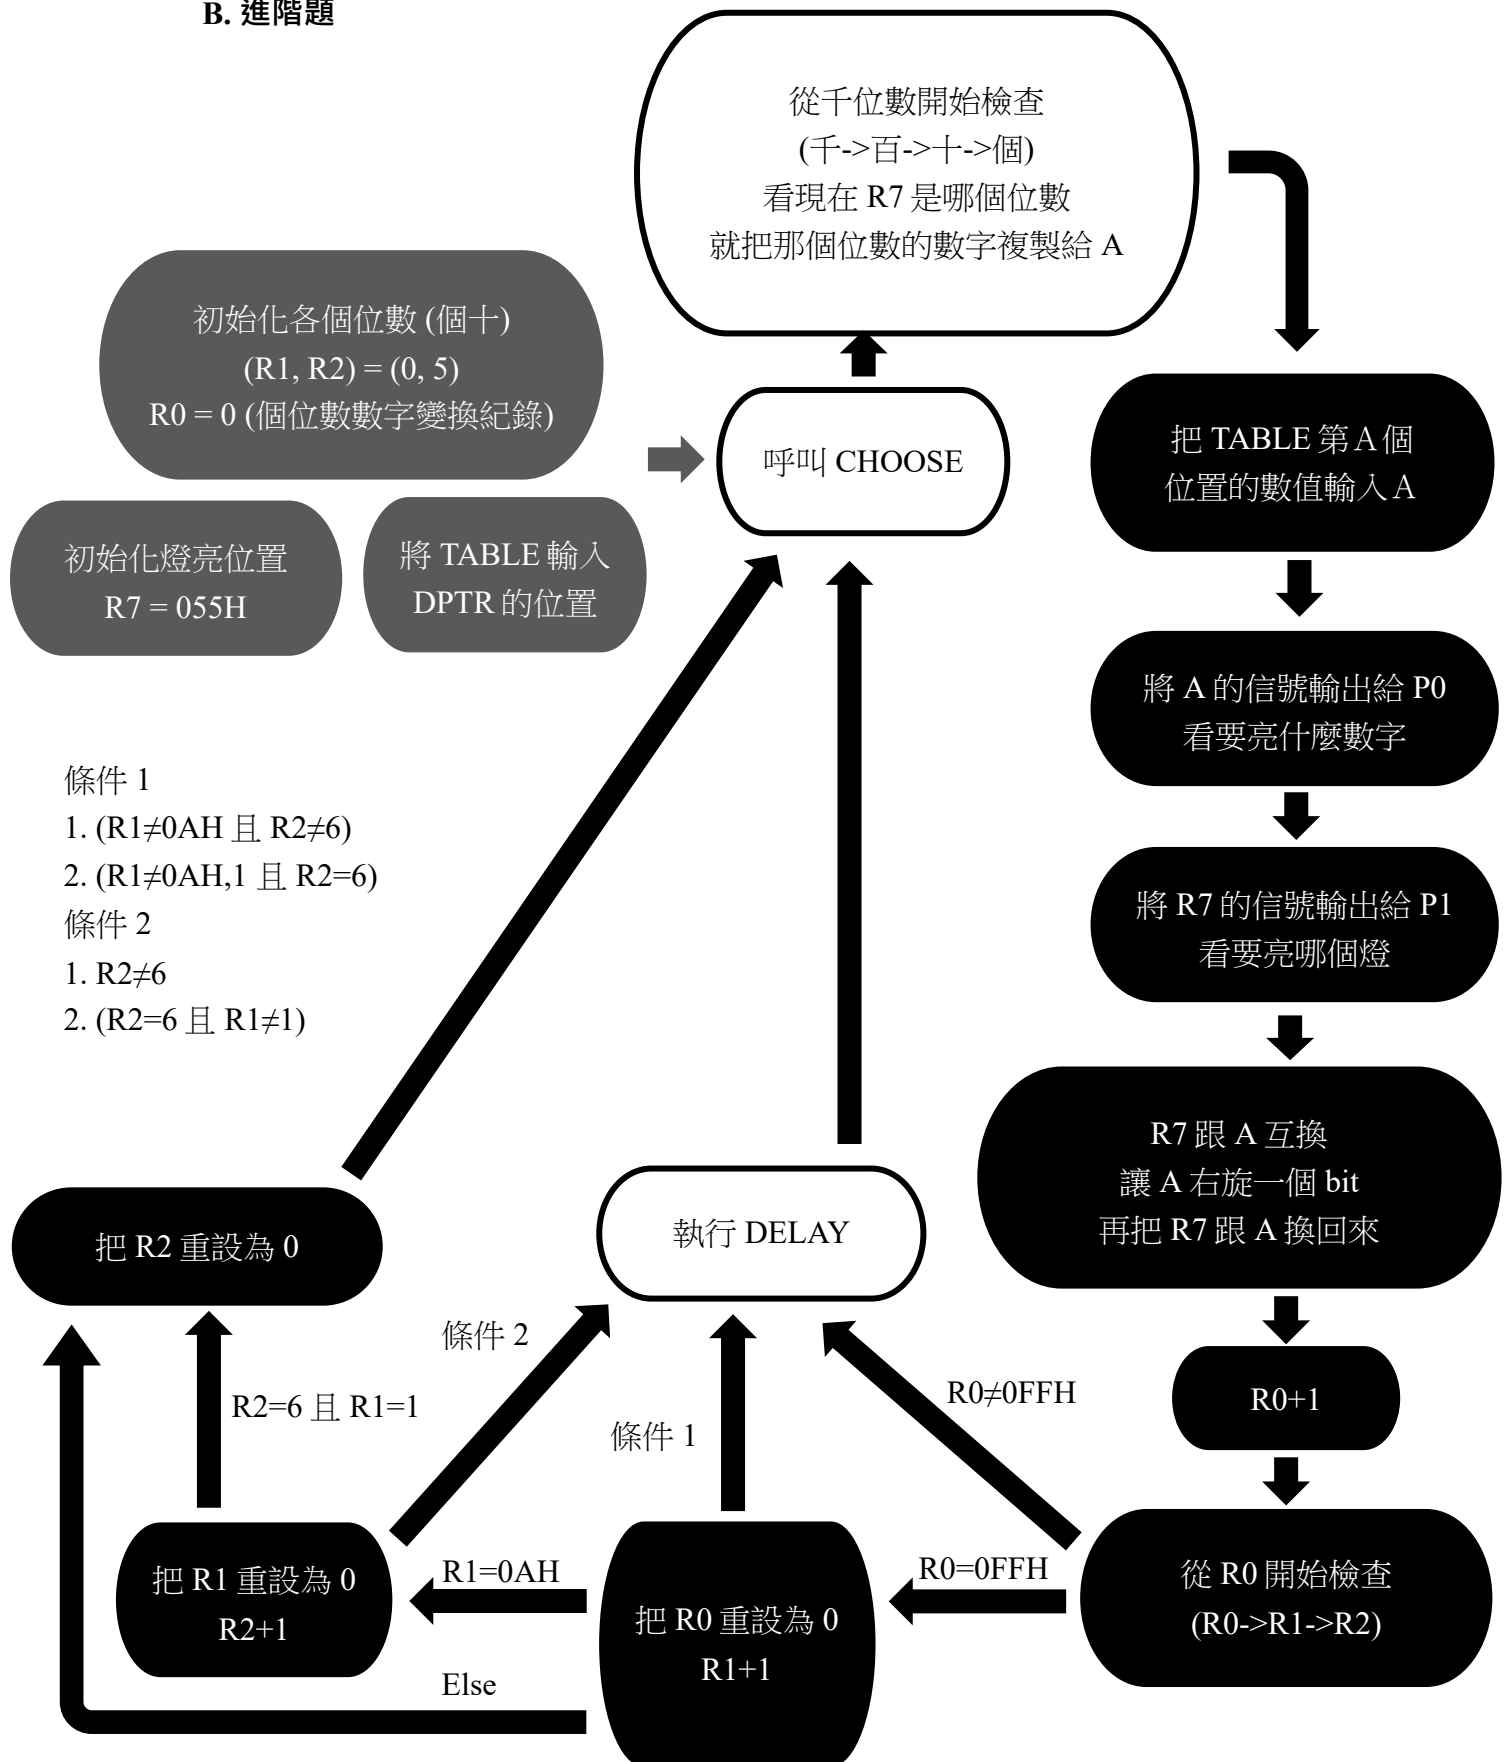 B. 進階題
從千位數開始檢查
(千->百->十->個)
看現在 R7 是哪個位數
就把那個位數的數字複製給 A
初始化各個位數 (個十)
(R1, R2) = (0, 5)
R0 = 0 (個位數數字變換紀錄)
呼叫 CHOOSE
把 TABLE 第 A 個
位置的數值輸入 A
初始化燈亮位置
R7 = 055H
將 TABLE 輸入
DPTR 的位置
將 A 的信號輸出給 P0
看要亮什麼數字
條件 1
1. (R1≠0AH 且 R2≠6)
2. (R1≠0AH,1 且 R2=6)
條件 2
1. R2≠6
2. (R2=6 且 R1≠1)
將 R7 的信號輸出給 P1
看要亮哪個燈
R7 跟 A 互換
讓 A 右旋一個 bit
再把 R7 跟 A 換回來
把 R2 重設為 0
執行 DELAY
條件 2
R2=6 且 R1=1
條件 1
R0≠0FFH
R0+1
把 R1 重設為 0
R2+1
R1=0AH
把 R0 重設為 0
R1+1
R0=0FFH
從 R0 開始檢查
(R0->R1->R2)
Else